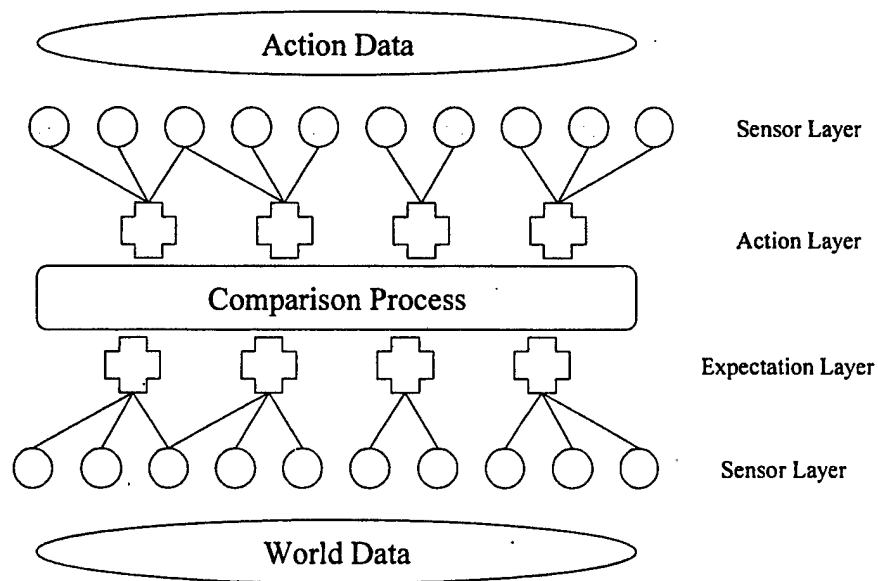 Action Data
Sensor Layer
Action Layer
Comparison Process
Expectation Layer
Sensor Layer
World Data